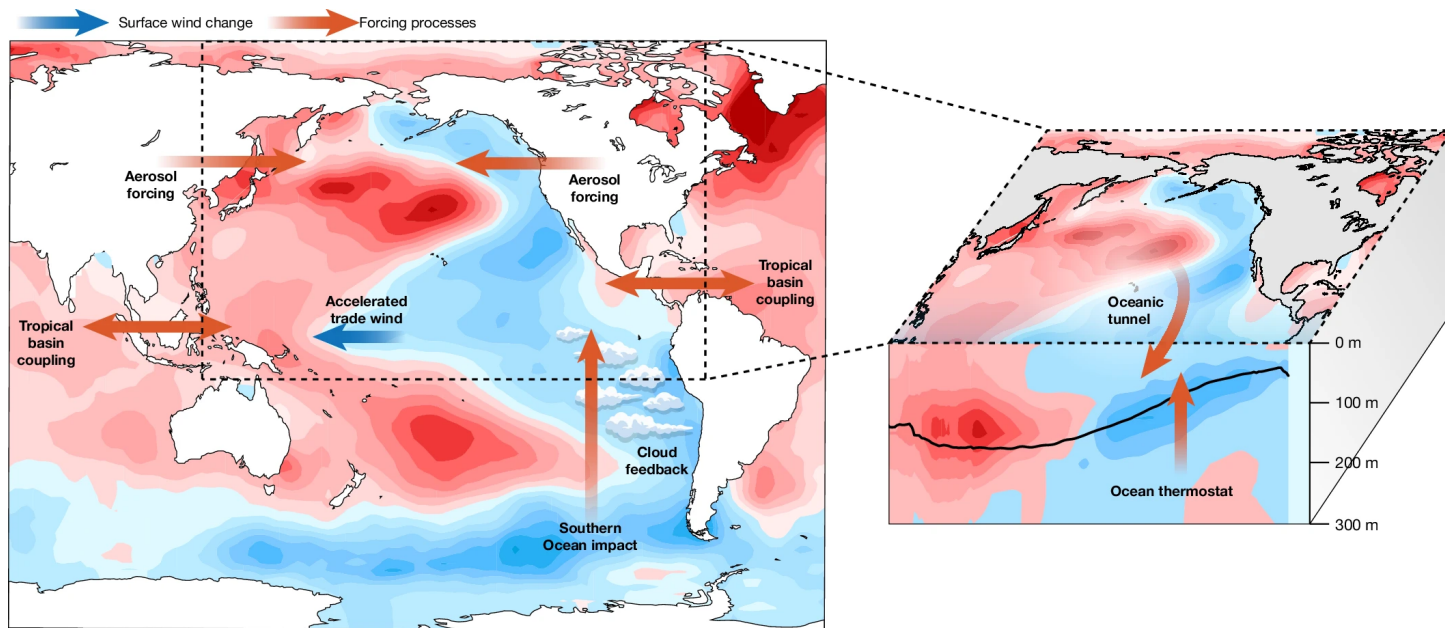 Surface wind change
Forcing processes
Aerosol
forcing
Aerosol
forcing
Accelerated
trade wind
Tropical
basin
coupling
Tropical
basin
coupling
Cloud
feedback
Southern
Ocean impact
Oceanic
tunnel
Ocean thermostat
0 m
100 m
200 m
300 m